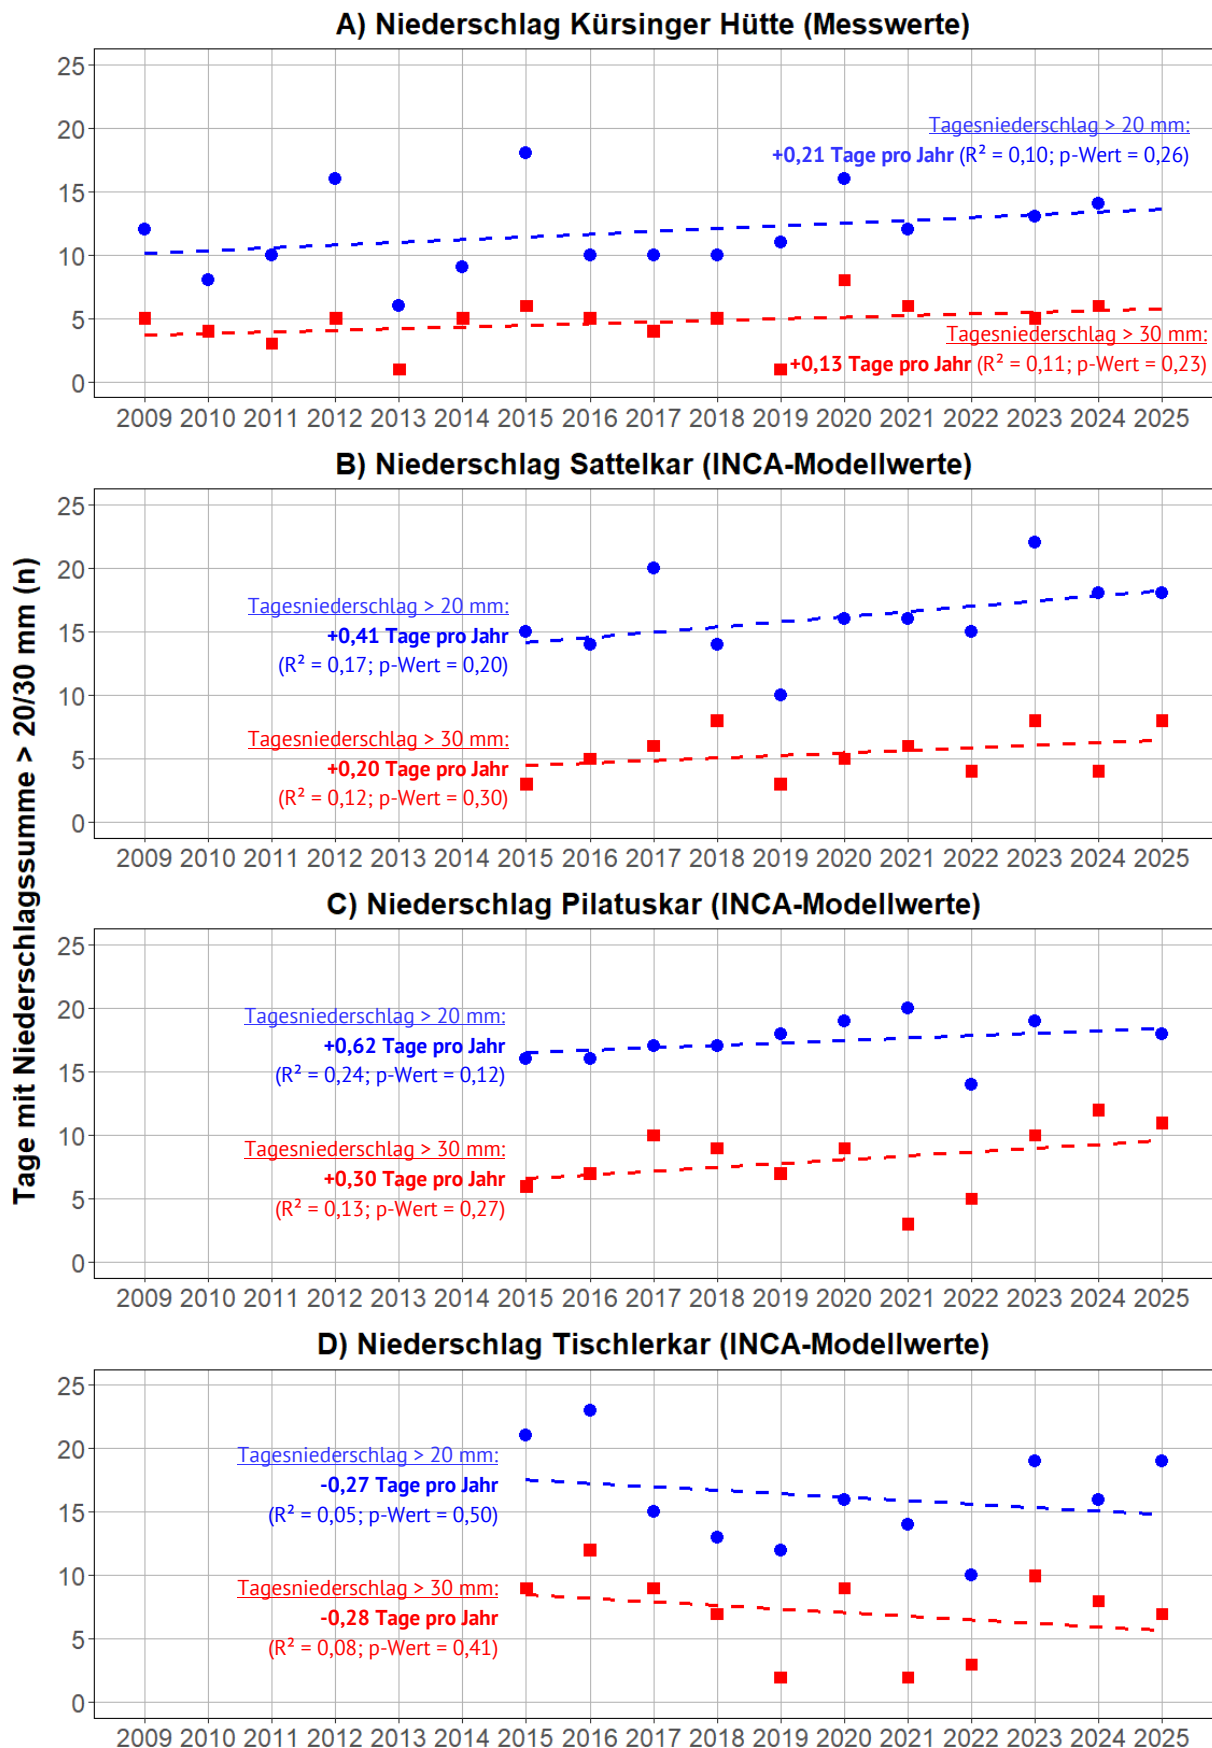 Tage mit Niederschlagssumme > 20/30 mm (n)
A) Niederschlag Kürsinger Hütte (Messwerte)
25
20
15
10
5
0
Tagesniederschlag > 20 mm:
+0,21 Tage pro Jahr (R² = 0,10; p-Wert = 0,26)
Tagesniederschlag > 30 mm:
+0,13 Tage pro Jahr (R² = 0,11; p-Wert = 0,23)
2009 2010 2011 2012 2013 2014 2015 2016 2017 2018 2019 2020 2021 2022 2023 2024 2025
B) Niederschlag Sattelkar (INCA-Modellwerte)
25
20
15
10
5
0
Tagesniederschlag > 20 mm:
+0,41 Tage pro Jahr
(R² = 0,17; p-Wert = 0,20)
Tagesniederschlag > 30 mm:
+0,20 Tage pro Jahr
(R² = 0,12; p-Wert = 0,30)
2009 2010 2011 2012 2013 2014 2015 2016 2017 2018 2019 2020 2021 2022 2023 2024 2025
C) Niederschlag Pilatuskar (INCA-Modellwerte)
25
20
15
10
5
0
Tagesniederschlag > 20 mm:
+0,62 Tage pro Jahr
(R² = 0,24; p-Wert = 0,12)
Tagesniederschlag > 30 mm:
+0,30 Tage pro Jahr
(R² = 0,13; p-Wert = 0,27)
2009 2010 2011 2012 2013 2014 2015 2016 2017 2018 2019 2020 2021 2022 2023 2024 2025
D) Niederschlag Tischlerkar (INCA-Modellwerte)
25
20
15
10
5
0
Tagesniederschlag > 20 mm:
-0,27 Tage pro Jahr
(R² = 0,05; p-Wert = 0,50)
Tagesniederschlag > 30 mm:
-0,28 Tage pro Jahr
(R² = 0,08; p-Wert = 0,41)
2009 2010 2011 2012 2013 2014 2015 2016 2017 2018 2019 2020 2021 2022 2023 2024 2025